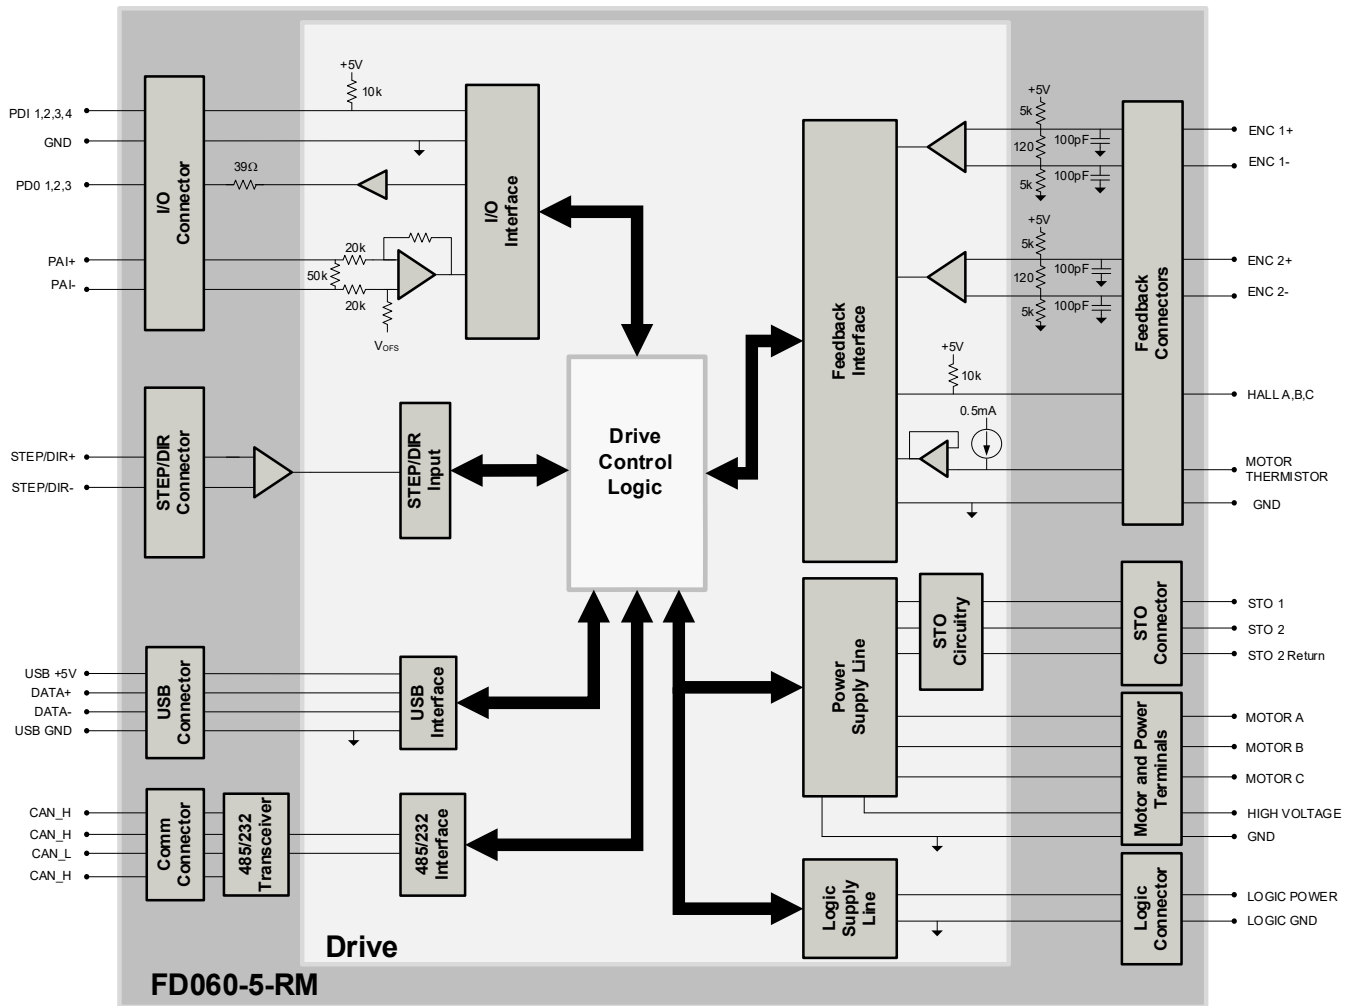 PDI 1,2,3,4
GND
PD0 1,2,3
PAI+
PAI-
I/O
Connector
+5V
10k
39Ω
20k
50k
20k
VOFS
I/O
Interface
STEP/DIR+
STEP/DIR-
STEP/DIR
Connector
STEP/DIR
Input
USB +5V
DATA+
DATA-
USB GND
USB
Connector
USB
Interface
CAN_H
CAN_H
CAN_L
CAN_H
Comm
Connector
485/232
Transceiver
485/232
Interface
Drive
Control
Logic
Feedback
Interface
+5V
5k
120
5k
100pF
100pF
+5V
5k
120
5k
100pF
100pF
+5V
10k
0.5mA
Feedback
Connectors
ENC 1+
ENC 1-
ENC 2+
ENC 2-
HALL A,B,C
MOTOR
THERMISTOR
GND
Power
Supply Line
STO
Circuitry
STO
Connector
STO 1
STO 2
STO 2 Return
Motor and Power
Terminals
MOTOR A
MOTOR B
MOTOR C
HIGH VOLTAGE
GND
Logic
Supply
Line
Logic
Connector
LOGIC POWER
LOGIC GND
Drive
FD060-5-RM